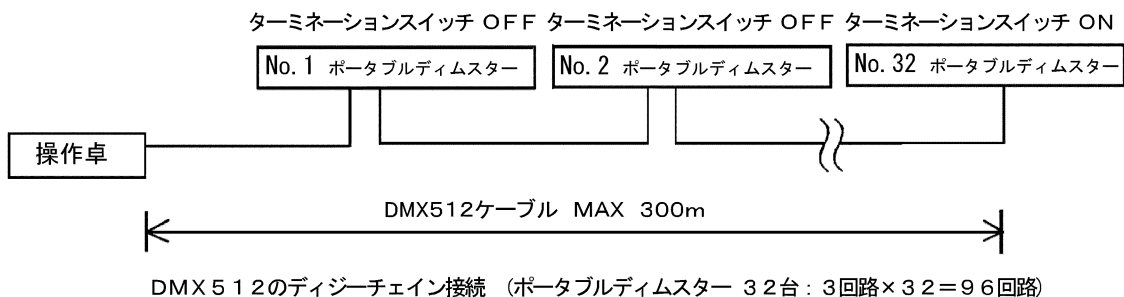 ターミネーションスイッチ OFF ターミネーションスイッチ OFF ターミネーションスイッチ ON
No.1 ポータブルディムスター No.2 ポータブルディムスター No.32 ポータブルディムスター
操作卓
DMX512ケーブル MAX 300m
DMX512のディジーチェイン接続 (ポータブルディムスター 32台:3回路×32=96回路)